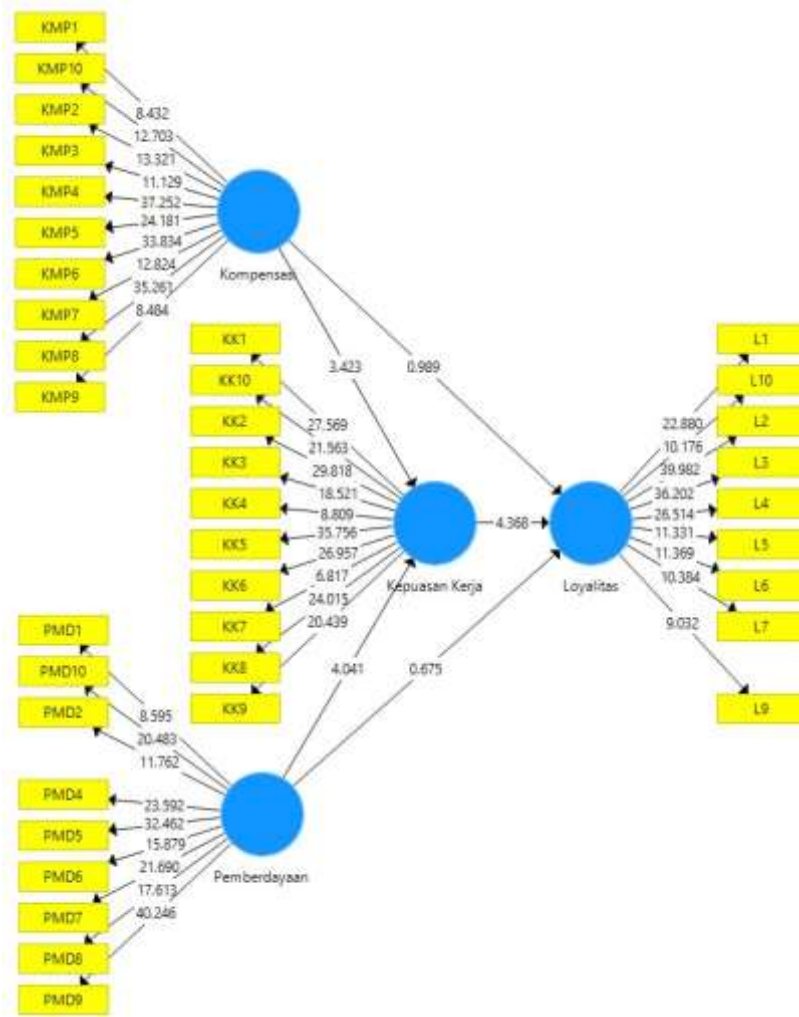 KMP1
KMP10
KMP2
KMP3
KMP4
KMP5
KMP6
KMP7
KMP8
KMP9
8.432
12.703
13.321
11.129
37.252
24.181
33.834
12.824
35.261
8.484
Kompensasi
3.423
0.989
KK1
KK10
KK2
KK3
KK4
KK5
KK6
KK7
KK8
KK9
27.569
21.563
29.818
18.521
8.809
35.756
26.957
6.817
24.015
20.439
Kepuasan Kerja
4.368
Loyalitas
22.880
10.176
39.982
36.202
26.514
11.331
11.369
10.384
9.032
L1
L10
L2
L3
L4
L5
L6
L7
L9
4.041
0.675
PMD1
PMD10
PMD2
PMD4
PMD5
PMD6
PMD7
PMD8
PMD9
8.595
20.483
11.762
23.592
32.462
15.879
21.690
17.613
40.246
Pemberdayaan